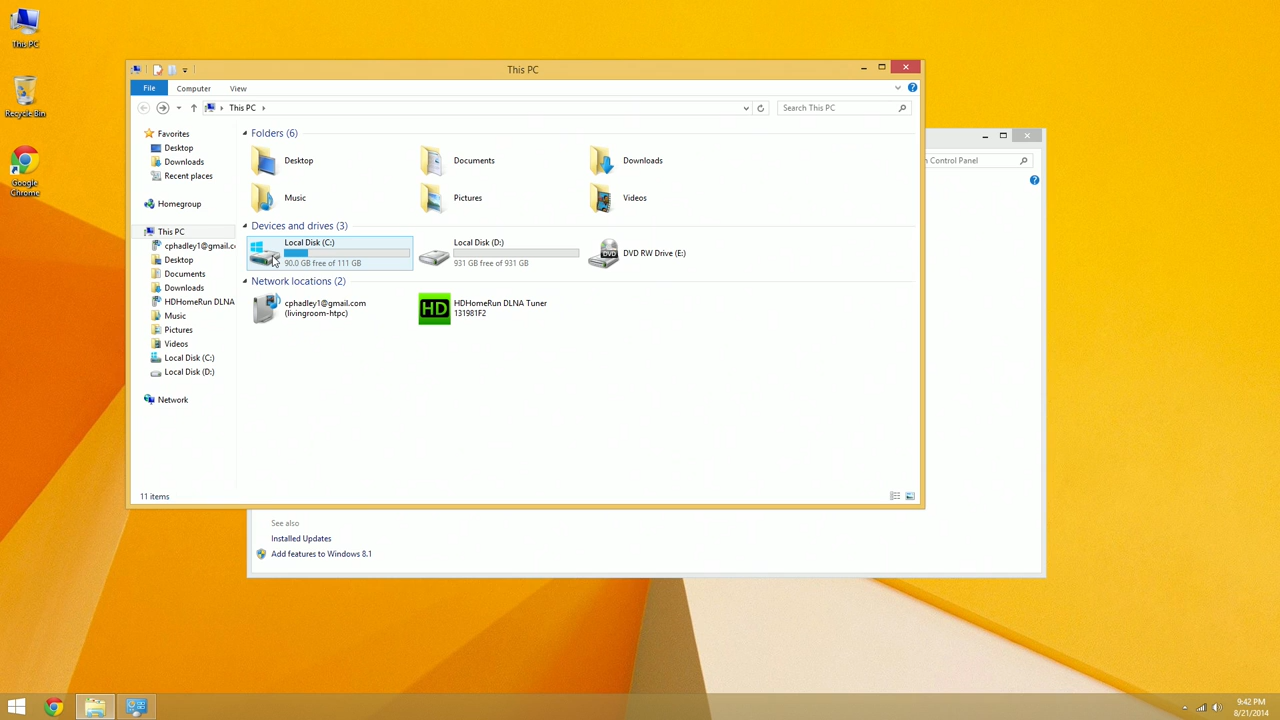 This PC
Recycle Bin
Google
Chrome
This PC
File
Computer
View
This PC
Search This PC
Favorites
Desktop
Downloads
Recent places
Homegroup
This PC
cphadley1@gmail.c
Desktop
Documents
Downloads
HDHomeRun DLNA
Music
Pictures
Videos
Local Disk (C:)
Local Disk (D:)
Network
Folders (6)
Desktop
Documents
Downloads
Music
Pictures
Videos
Devices and drives (3)
Local Disk (C:)
90.0 GB free of 111 GB
Local Disk (D:)
931 GB free of 931 GB
DVD
DVD RW Drive (E:)
Network locations (2)
cphadley1@gmail.com
(livingroom-htpc)
HD
HDHomeRun DLNA Tuner
131981F2
11 items
Control Panel
See also
Installed Updates
Add features to Windows 8.1
9:42 PM
8/21/2014